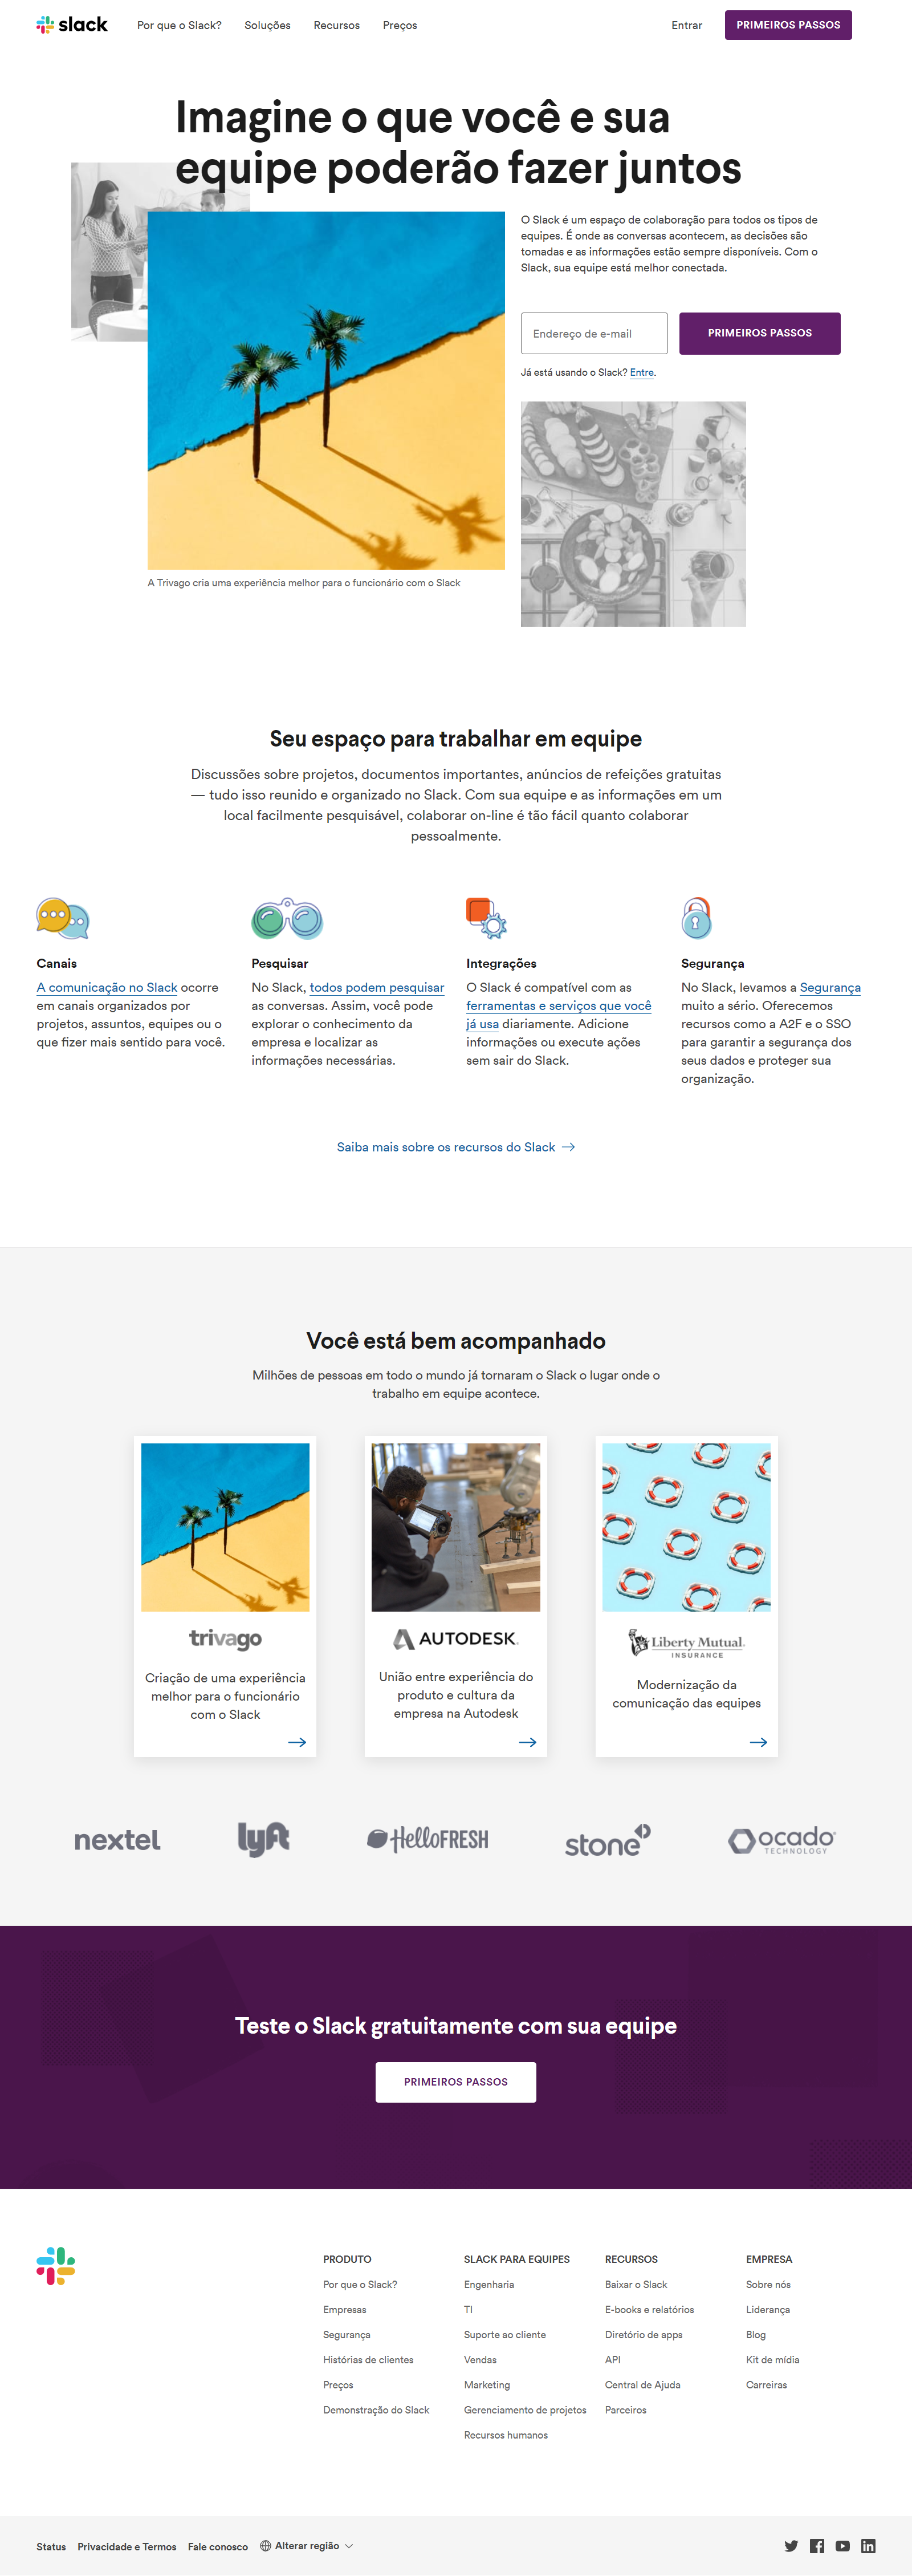 slack
Por que o Slack? Soluções Recursos Preços Entrar PRIMEIROS PASSOS
Imagine o que você e sua
equipe poderão fazer juntos
O Slack é um espaço de colaboração para todos os tipos de
equipes. É onde as conversas acontecem, as decisões são
tomadas e as informações estão sempre disponíveis. Com o
Slack, sua equipe está melhor conectada.
Endereço de e-mail PRIMEIROS PASSOS
Já está usando o Slack? Entre.
A Trivago cria uma experiência melhor para o funcionário com o Slack
Seu espaço para trabalhar em equipe
Discussões sobre projetos, documentos importantes, anúncios de refeições gratuitas
— tudo isso reunido e organizado no Slack. Com sua equipe e as informações em um
local facilmente pesquisável, colaborar on-line é tão fácil quanto colaborar
pessoalmente.
Canais
A comunicação no Slack ocorre
em canais organizados por
projetos, assuntos, equipes ou o
que fizer mais sentido para você.
Pesquisar
No Slack, todos podem pesquisar
as conversas. Assim, você pode
explorar o conhecimento da
empresa e localizar as
informações necessárias.
Integrações
O Slack é compatível com as
ferramentas e serviços que você
já usa diariamente. Adicione
informações ou execute ações
sem sair do Slack.
Segurança
No Slack, levamos a Segurança
muito a sério. Oferecemos
recursos como a A2F e o SSO
para garantir a segurança dos
seus dados e proteger sua
organização.
Saiba mais sobre os recursos do Slack
Você está bem acompanhado
Milhões de pessoas em todo o mundo já tornaram o Slack o lugar onde o
trabalho em equipe acontece.
trivago
Criação de uma experiência
melhor para o funcionário
com o Slack
AUTODESK.
União entre experiência do
produto e cultura da
empresa na Autodesk
Liberty Mutual.
INSURANCE
Modernização da
comunicação das equipes
nextel
lyft
HelloFRESH
stone
ocado
TECHNOLOGY
Teste o Slack gratuitamente com sua equipe
PRIMEIROS PASSOS
PRODUTO
Por que o Slack?
Empresas
Segurança
Histórias de clientes
Preços
Demonstração do Slack
SLACK PARA EQUIPES
Engenharia
TI
Suporte ao cliente
Vendas
Marketing
Gerenciamento de projetos
Recursos humanos
RECURSOS
Baixar o Slack
E-books e relatórios
Diretório de apps
API
Central de Ajuda
Parceiros
EMPRESA
Sobre nós
Liderança
Blog
Kit de mídia
Carreiras
Status Privacidade e Termos Fale conosco Alterar região